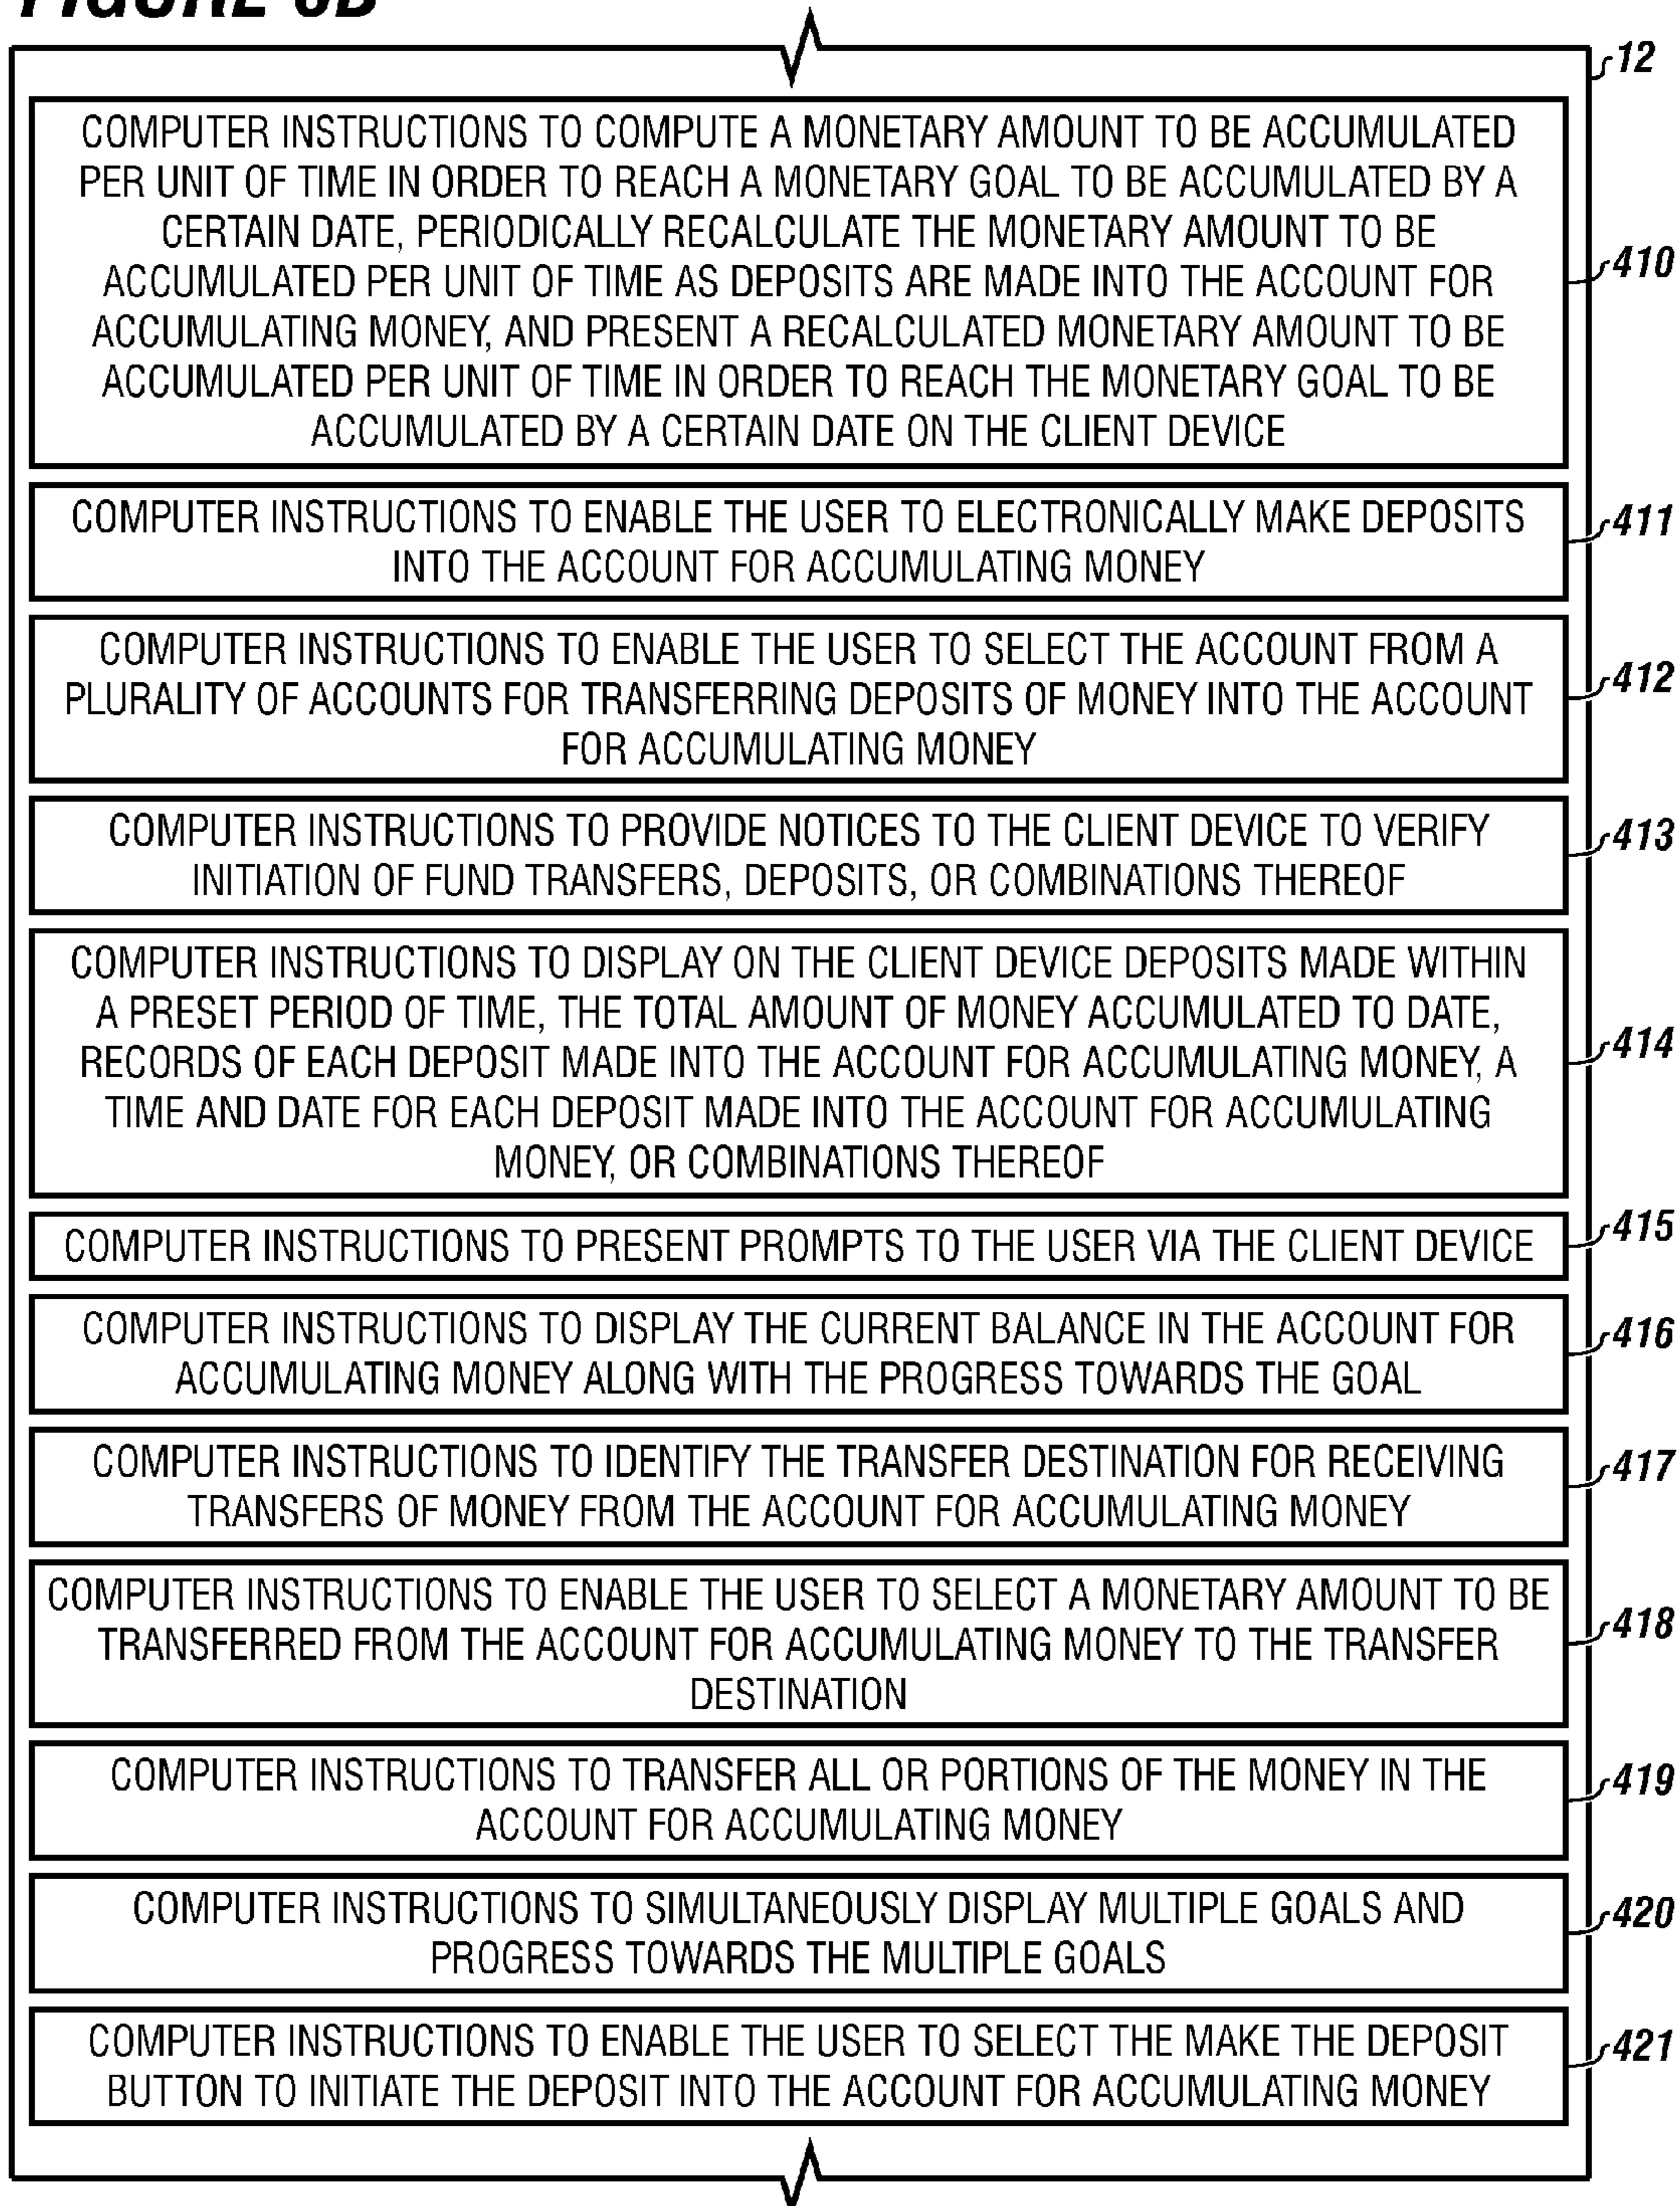 FIGURE
12
COMPUTER INSTRUCTIONS TO COMPUTE A MONETARY AMOUNT TO BE ACCUMULATED
PER UNIT OF TIME IN ORDER TO REACH A MONETARY GOAL TO BE ACCUMULATED BY A
CERTAIN DATE, PERIODICALLY RECALCULATE THE MONETARY AMOUNT TO BE
ACCUMULATED PER UNIT OF TIME AS DEPOSITS ARE MADE INTO THE ACCOUNT FOR
ACCUMULATING MONEY, AND PRESENT A RECALCULATED MONETARY AMOUNT TO BE
ACCUMULATED PER UNIT OF TIME IN ORDER TO REACH THE MONETARY GOAL TO BE
ACCUMULATED BY A CERTAIN DATE ON THE CLIENT DEVICE
410
COMPUTER INSTRUCTIONS TO ENABLE THE USER TO ELECTRONICALLY MAKE DEPOSITS
INTO THE ACCOUNT FOR ACCUMULATING MONEY
411
COMPUTER INSTRUCTIONS TO ENABLE THE USER TO SELECT THE ACCOUNT FROM A
PLURALITY OF ACCOUNTS FOR TRANSFERRING DEPOSITS OF MONEY INTO THE ACCOUNT
FOR ACCUMULATING MONEY
412
COMPUTER INSTRUCTIONS TO PROVIDE NOTICES TO THE CLIENT DEVICE TO VERIFY
INITIATION OF FUND TRANSFERS, DEPOSITS, OR COMBINATIONS THEREOF
413
COMPUTER INSTRUCTIONS TO DISPLAY ON THE CLIENT DEVICE DEPOSITS MADE WITHIN
A PRESET PERIOD OF TIME, THE TOTAL AMOUNT OF MONEY ACCUMULATED TO DATE,
RECORDS OF EACH DEPOSIT MADE INTO THE ACCOUNT FOR ACCUMULATING MONEY, A
TIME AND DATE FOR EACH DEPOSIT MADE INTO THE ACCOUNT FOR ACCUMULATING
MONEY, OR COMBINATIONS THEREOF
414
COMPUTER INSTRUCTIONS TO PRESENT PROMPTS TO THE USER VIA THE CLIENT DEVICE
415
COMPUTER INSTRUCTIONS TO DISPLAY THE CURRENT BALANCE IN THE ACCOUNT FOR
ACCUMULATING MONEY ALONG WITH THE PROGRESS TOWARDS THE GOAL
416
COMPUTER INSTRUCTIONS TO IDENTIFY THE TRANSFER DESTINATION FOR RECEIVING
TRANSFERS OF MONEY FROM THE ACCOUNT FOR ACCUMULATING MONEY
417
COMPUTER INSTRUCTIONS TO ENABLE THE USER TO SELECT A MONETARY AMOUNT TO BE
TRANSFERRED FROM THE ACCOUNT FOR ACCUMULATING MONEY TO THE TRANSFER
DESTINATION
418
COMPUTER INSTRUCTIONS TO TRANSFER ALL OR PORTIONS OF THE MONEY IN THE
ACCOUNT FOR ACCUMULATING MONEY
419
COMPUTER INSTRUCTIONS TO SIMULTANEOUSLY DISPLAY MULTIPLE GOALS AND
PROGRESS TOWARDS THE MULTIPLE GOALS
420
COMPUTER INSTRUCTIONS TO ENABLE THE USER TO SELECT THE MAKE THE DEPOSIT
BUTTON TO INITIATE THE DEPOSIT INTO THE ACCOUNT FOR ACCUMULATING MONEY
421